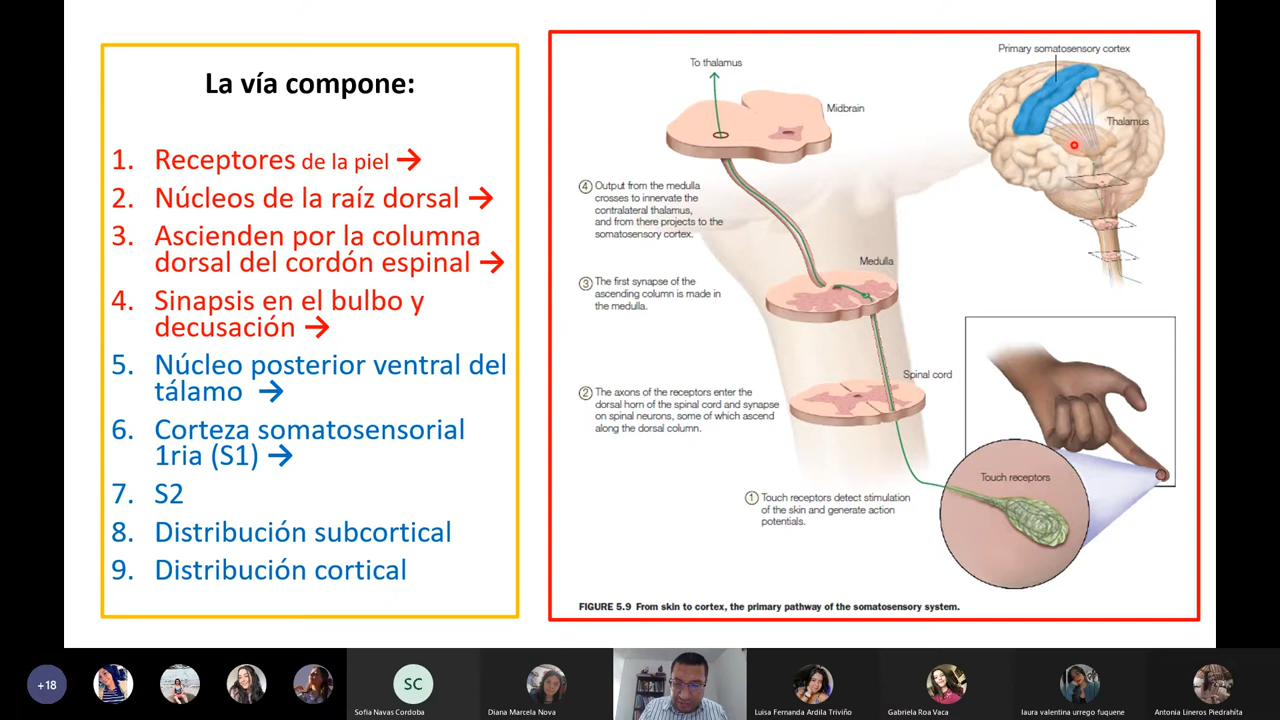 La vía compone:
1. Receptores de la piel →
2. Núcleos de la raíz dorsal →
3. Ascienden por la columna
dorsal del cordón espinal →
4. Sinapsis en el bulbo y
decusación →
5. Núcleo posterior ventral del
tálamo →
6. Corteza somatosensorial
1ria (S1) →
7. S2
8. Distribución subcortical
9. Distribución cortical
Primary somatosensory cortex
To thalamus
Midbrain
Thalamus
4 Output from the medulla
crosses to innervate the
contralateral thalamus,
and from there projects to the
somatosensory cortex.
Medulla
3 The first synapse of the
ascending column is made in
the medulla.
Spinal cord
2 The axons of the receptors enter the
dorsal horn of the spinal cord and synapse
on spinal neurons, some of which ascend
along the dorsal column.
Touch receptors
1 Touch receptors detect stimulation
of the skin and generate action
potentials.
FIGURE 5.9 From skin to cortex, the primary pathway of the somatosensory system.
+18
SC
Sofía Navas Cordoba
Diana Marcela Nova
Luisa Fernanda Ardila Triviño
Gabriela Roa Vaca
laura valentina urrego fuquene
Antonia Lineros Piedrahíta